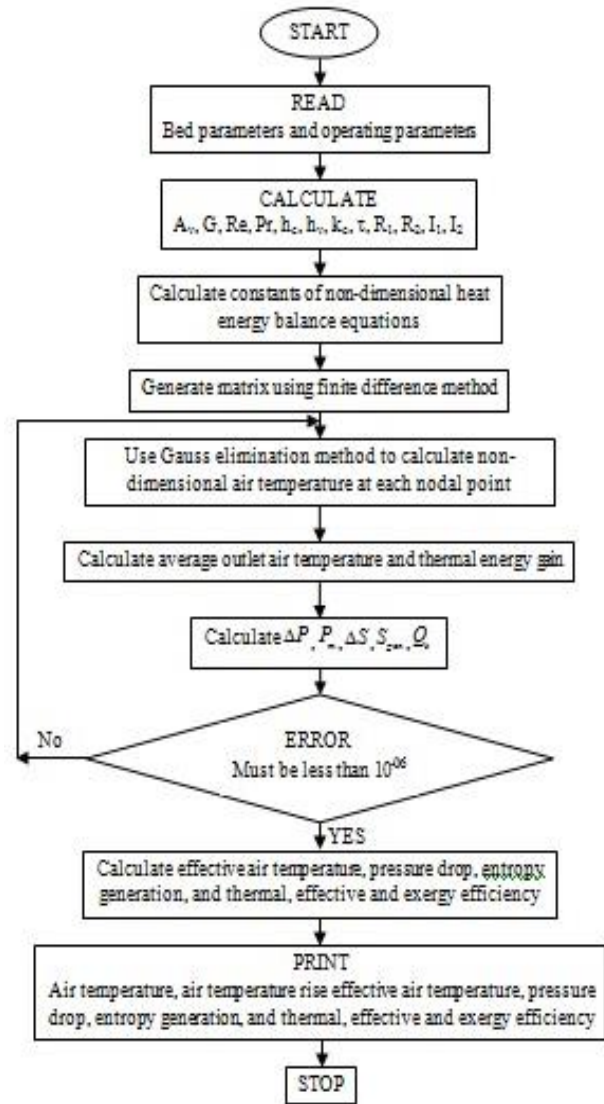 START
READ
Bed parameters and operating parameters
CALCULATE
Aᵥ, G, Re, Pr, h꜀, hᵥ, k꜀, τ, R₁, R₂, I₁, I₂
Calculate constants of non-dimensional heat
energy balance equations
Generate matrix using finite difference method
Use Gauss elimination method to calculate non-
dimensional air temperature at each nodal point
Calculate average outlet air temperature and thermal energy gain
Calculate ΔP, Pₘ, ΔS,
No
ERROR
Must be less than 10⁻⁰⁶
YES
Calculate effective air temperature, pressure drop, entropy
generation, and thermal, effective and exergy efficiency
PRINT
Air temperature, air temperature rise effective air temperature, pressure
drop, entropy generation, and thermal, effective and exergy efficiency
STOP